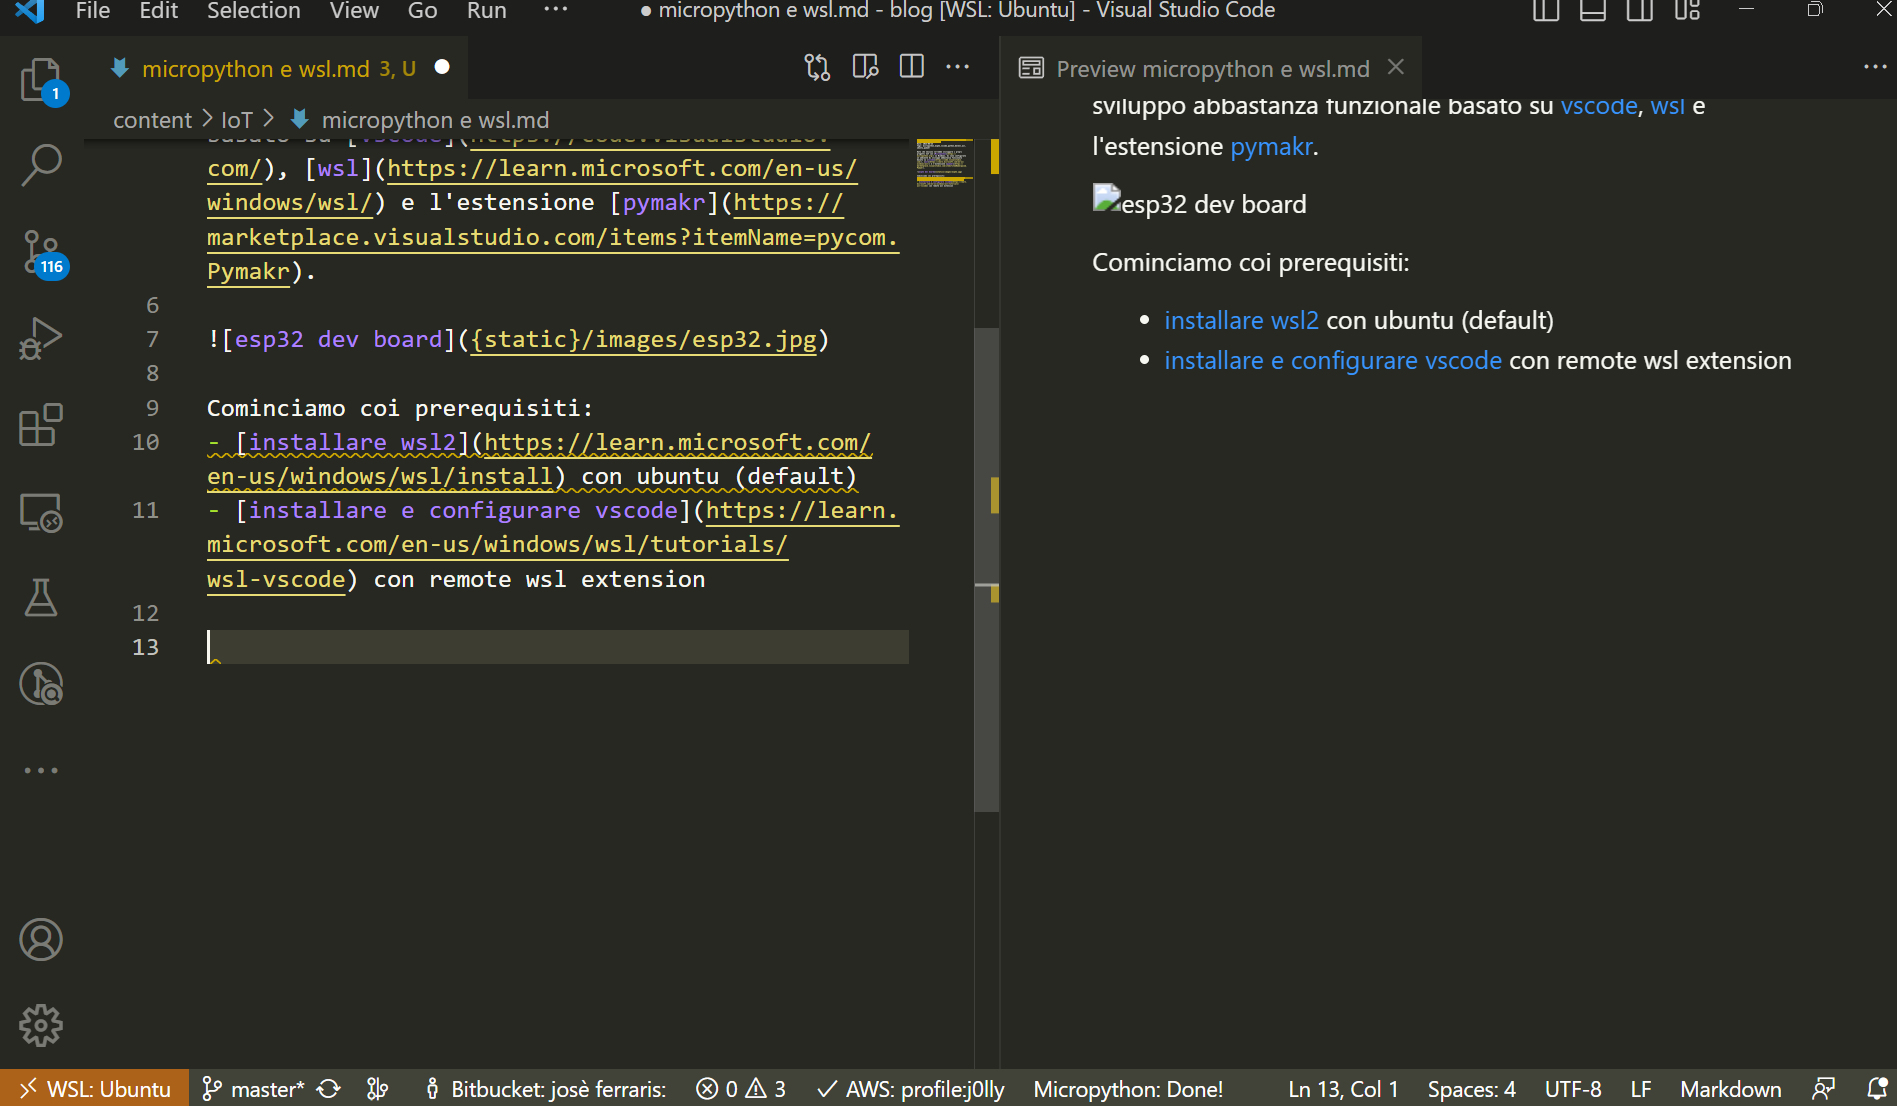 File Edit Selection View Go Run ··· ● micropython e wsl.md - blog [WSL: Ubuntu] - Visual Studio Code
micropython e wsl.md 3, U
Preview micropython e wsl.md
content > IoT > micropython e wsl.md
basato su [vscode](https://code.visualstudio.
com/), [wsl](https://learn.microsoft.com/en-us/
windows/wsl/) e l'estensione [pymakr](https://
marketplace.visualstudio.com/items?itemName=pycom.
Pymakr).
6
7 ![esp32 dev board]({static}/images/esp32.jpg)
8
9 Cominciamo coi prerequisiti:
10 - [installare wsl2](https://learn.microsoft.com/
en-us/windows/wsl/install) con ubuntu (default)
11 - [installare e configurare vscode](https://learn.
microsoft.com/en-us/windows/wsl/tutorials/
wsl-vscode) con remote wsl extension
12
13
sviluppo abbastanza funzionale basato su vscode, wsl e
l'estensione pymakr.
esp32 dev board
Cominciamo coi prerequisiti:
• installare wsl2 con ubuntu (default)
• installare e configurare vscode con remote wsl extension
1
116
WSL: Ubuntu master* Bitbucket: josè ferraris: 0 3 AWS: profile:j0lly Micropython: Done! Ln 13, Col 1 Spaces: 4 UTF-8 LF Markdown